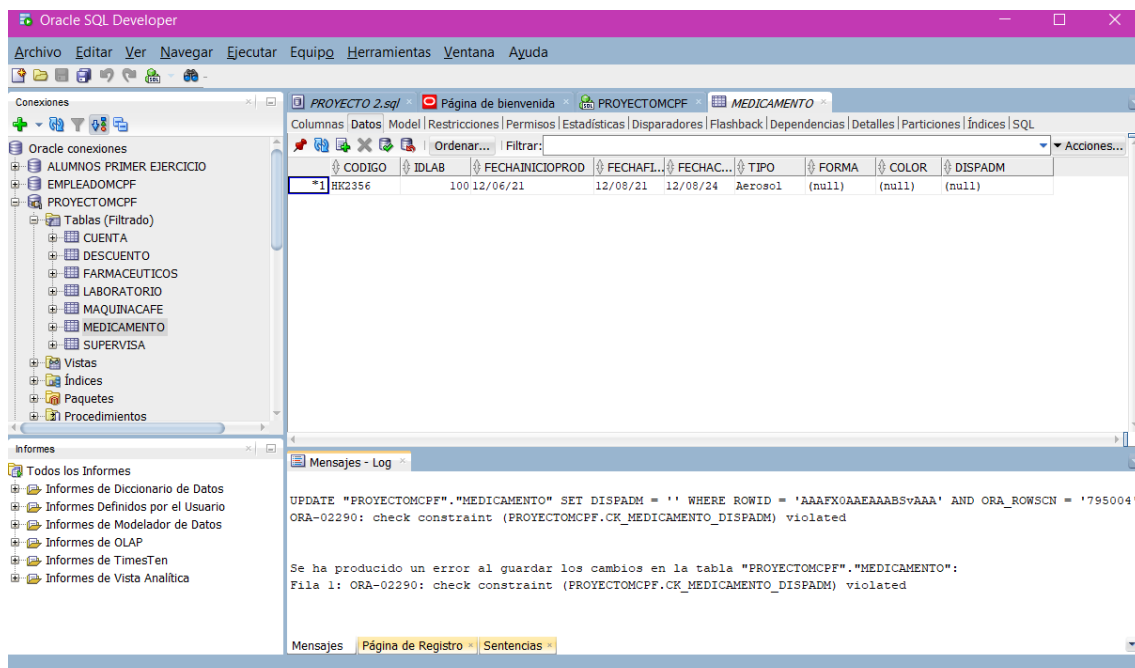 Oracle SQL Developer
Archivo Editar Ver Navegar Ejecutar Equipo Herramientas Ventana Ayuda
Conexiones
Oracle conexiones
ALUMNOS PRIMER EJERCICIO
EMPLEADOMCPF
PROYECTOMCPF
Tablas (Filtrado)
CUENTA
DESCUENTO
FARMACEUTICOS
LABORATORIO
MAQUINACAFE
MEDICAMENTO
SUPERVISA
Vistas
Índices
Paquetes
Procedimientos
Informes
Todos los Informes
Informes de Diccionario de Datos
Informes Definidos por el Usuario
Informes de Modelador de Datos
Informes de OLAP
Informes de TimesTen
Informes de Vista Analítica
PROYECTO 2.sql Página de bienvenida PROYECTOMCPF MEDICAMENTO
Columnas Datos Model Restricciones Permisos Estadísticas Disparadores Flashback Dependencias Detalles Particiones Índices SQL
Ordenar... Filtrar: Acciones...
CODIGO IDLAB FECHAINICIOPROD FECHAFI... FECHAC... TIPO FORMA COLOR DISPADM
*1 HK2356 100 12/06/21 12/08/21 12/08/24 Aerosol (null) (null) (null)
Mensajes - Log
UPDATE "PROYECTOMCPF"."MEDICAMENTO" SET DISPADM = '' WHERE ROWID = 'AAAFX0AAEAAABSvAAA' AND ORA_ROWSCN = '795004'
ORA-02290: check constraint (PROYECTOMCPF.CK_MEDICAMENTO_DISPADM) violated
Se ha producido un error al guardar los cambios en la tabla "PROYECTOMCPF"."MEDICAMENTO":
Fila 1: ORA-02290: check constraint (PROYECTOMCPF.CK_MEDICAMENTO_DISPADM) violated
Mensajes Página de Registro Sentencias